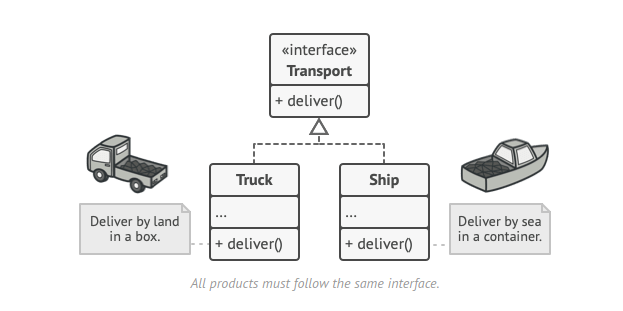 «interface»
Transport
+ deliver()
Truck
...
+ deliver()
Ship
...
+ deliver()
Deliver by land
in a box.
Deliver by sea
in a container.
All products must follow the same interface.